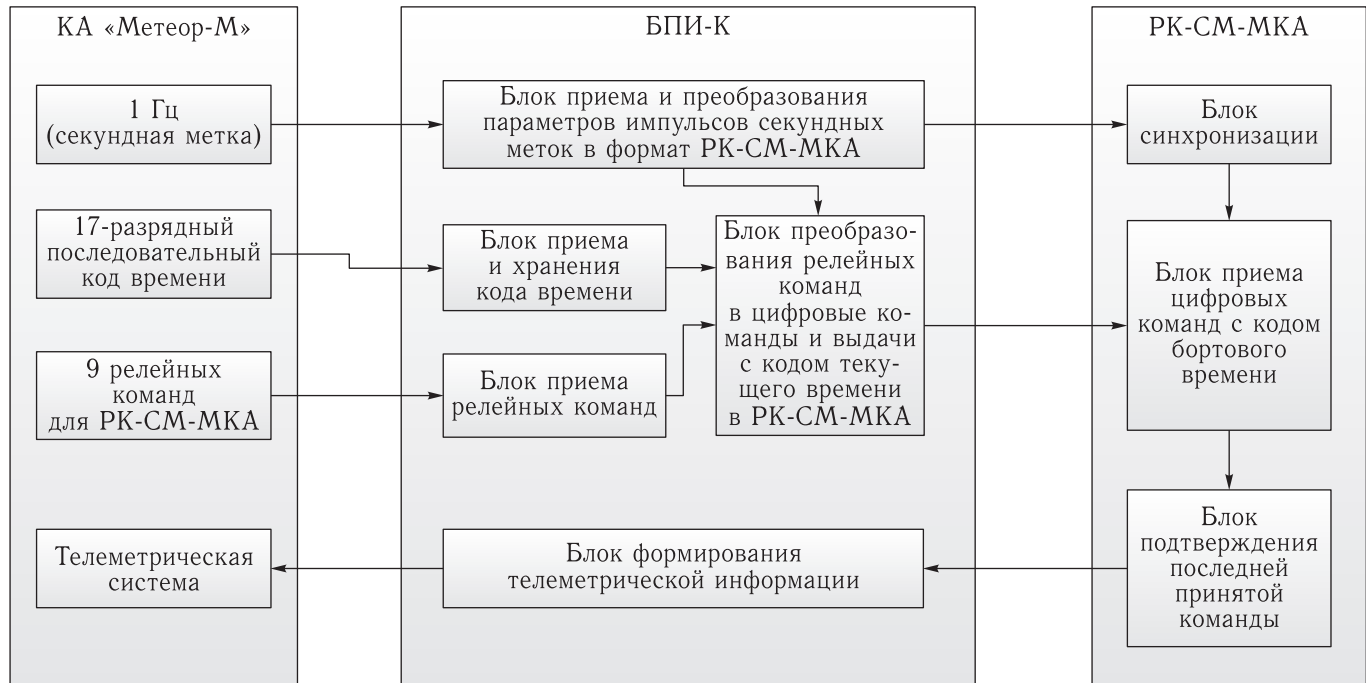 КА «Метеор-М»
1 Гц
(секундная метка)
17-разрядный
последовательный
код времени
9 релейных
команд
для РК-СМ-МКА
Телеметрическая
система
БПИ-К
Блок приема и преобразования
параметров импульсов секундных
меток в формат РК-СМ-МКА
Блок приема
и хранения
кода времени
Блок приема
релейных команд
Блок преобразо-
вания релейных
команд
в цифровые ко-
манды и выдачи
с кодом теку-
щего времени
в РК-СМ-МКА
Блок формирования
телеметрической информации
РК-СМ-МКА
Блок
синхронизации
Блок приема
цифровых
команд с кодом
бортового
времени
Блок
подтверждения
последней
принятой
команды